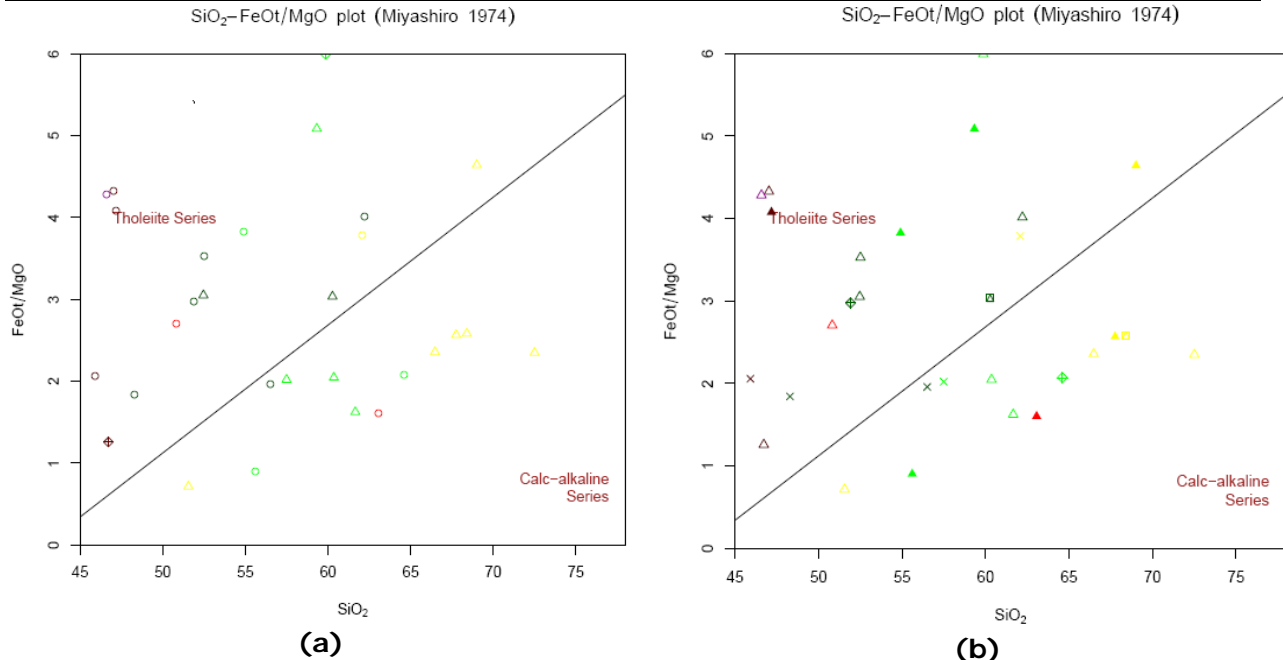 SiO₂–FeOt/MgO plot (Miyashiro 1974)
6
5
4
3
2
1
0
FeOt/MgO
Tholeiite Series
Calc−alkaline
Series
45 50 55 60 65 70 75
SiO₂
(a)
SiO₂–FeOt/MgO plot (Miyashiro 1974)
6
5
4
3
2
1
0
FeOt/MgO
Tholeiite Series
Calc−alkaline
Series
45 50 55 60 65 70 75
SiO₂
(b)